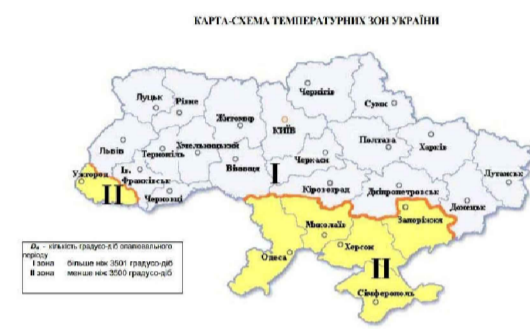 КАРТА-СХЕМА ТЕМПЕРАТУРНИХ ЗОН УКРАЇНИ
Чернігів
Луцьк
Рівне
Суми
Житомир
КИЇВ
Полтава
Харків
Львів
Тернопіль
Хмельницький
Вінниця
Черкаси
Луганськ
Ужгород
Ів.
Франківськ
I
II
Чернівці
Кіровоград
Дніпропетровськ
Донецьк
Запоріжжя
Миколаїв
Херсон
Одеса
II
Сімферополь
- кількість градусо-діб опалювального
періоду
I зона більше ніж 3501 градусо-діб
II зона менше ніж 3500 градусо-діб